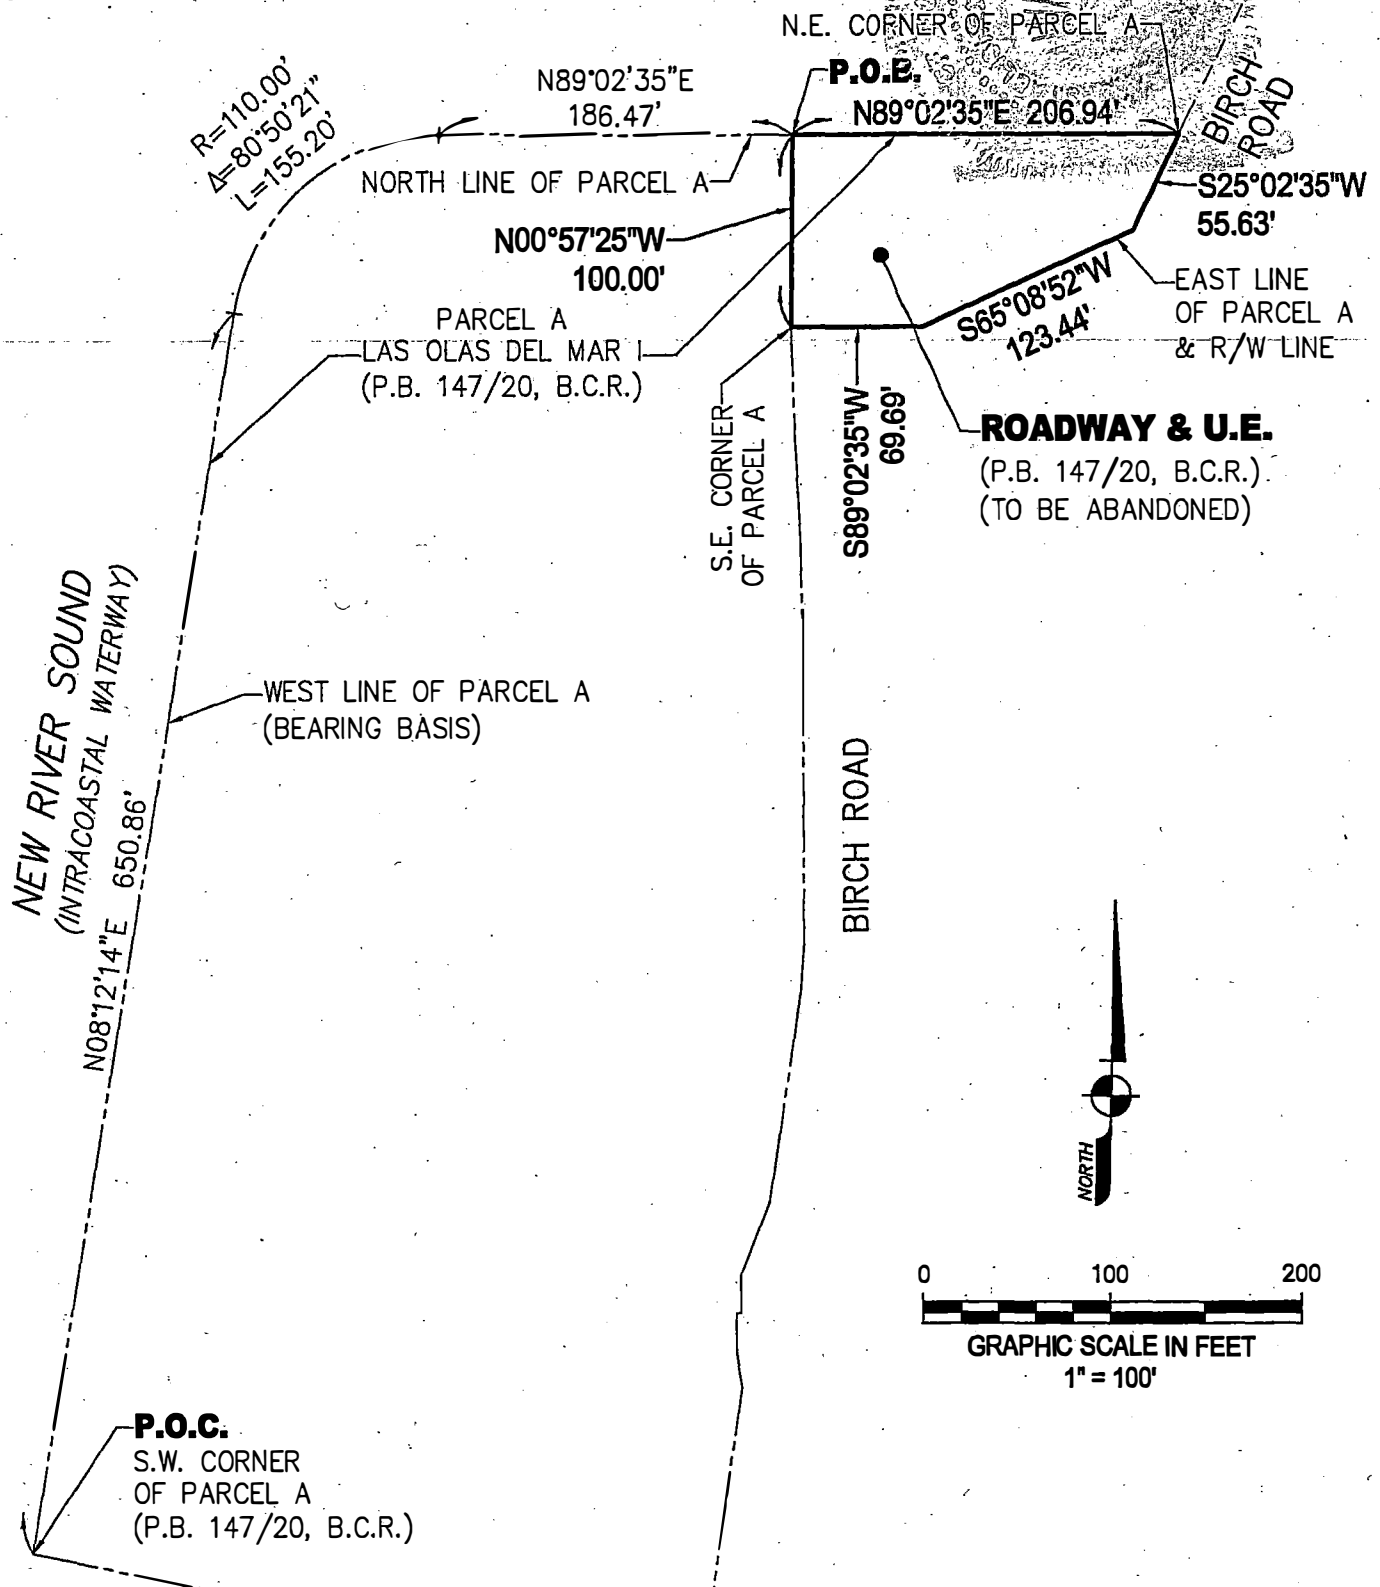 N.E. CORNER OF PARCEL A
P.O.B.
N89°02'35"E
186.47'
N89°02'35"E 206.94'
BIRCH
ROAD
R=110.00'
Δ=80°50'21"
L=155.20'
NORTH LINE OF PARCEL A
S25°02'35"W
55.63'
N00°57'25"W
100.00'
EAST LINE
OF PARCEL A
& R/W LINE
S65°08'52"W
123.44'
PARCEL A
LAS OLAS DEL MAR I
(P.B. 147/20, B.C.R.)
S.E. CORNER
OF PARCEL A
S89°02'35"W
69.69'
ROADWAY & U.E.
(P.B. 147/20, B.C.R.)
(TO BE ABANDONED)
NEW RIVER SOUND
(INTRACOASTAL WATERWAY)
N08°12'14"E 650.86'
WEST LINE OF PARCEL A
(BEARING BASIS)
BIRCH ROAD
NORTH
0 100 200
GRAPHIC SCALE IN FEET
1" = 100'
P.O.C.
S.W. CORNER
OF PARCEL A
(P.B. 147/20, B.C.R.)